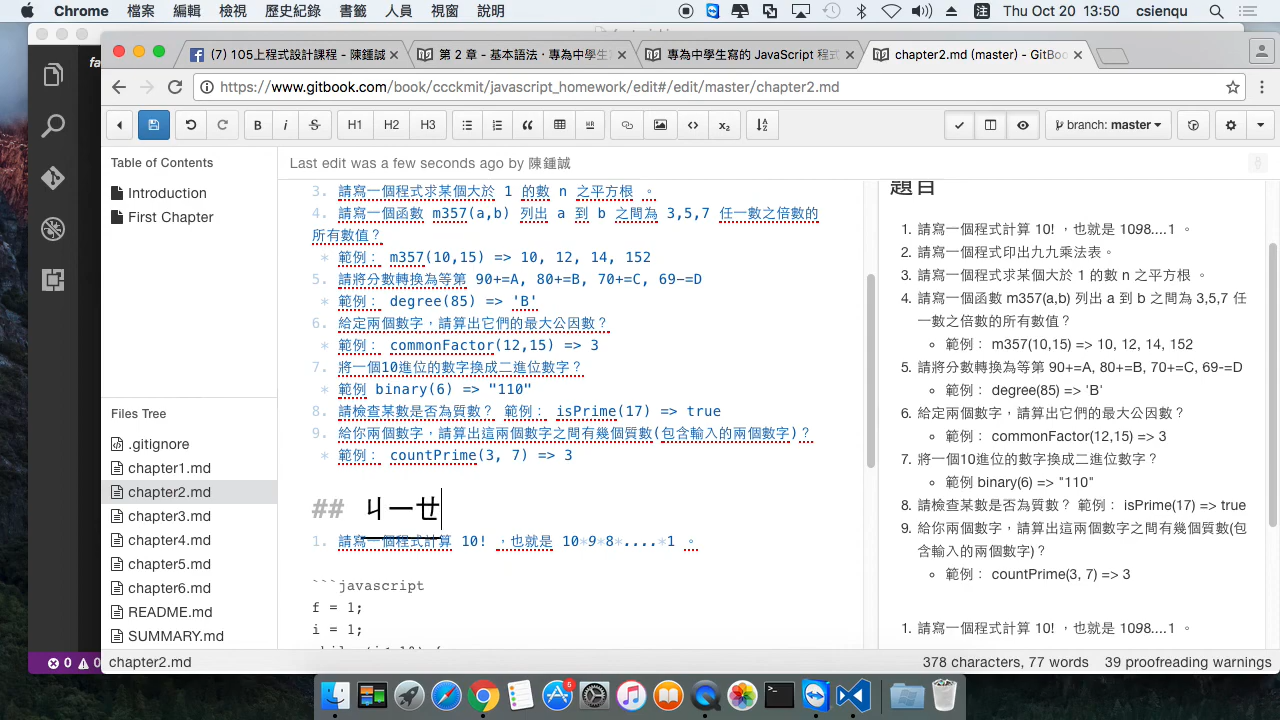 Chrome 檔案 編輯 檢視 歷史紀錄 書籤 人員 視窗 說明 注 Thu Oct 20 13:50 csienqu
(7) 105上程式設計課程 - 陳鍾誠 第 2 章 - 基本語法 · 專為中學生 專為中學生寫的 JavaScript 程式 chapter2.md (master) - GitBoo
https://www.gitbook.com/book/ccckmit/javascript_homework/edit#/edit/master/chapter2.md
B i S H1 H2 H3 branch: master
Table of Contents
Introduction
First Chapter
Files Tree
.gitignore
chapter1.md
chapter2.md
chapter3.md
chapter4.md
chapter5.md
chapter6.md
README.md
SUMMARY.md
Last edit was a few seconds ago by 陳鍾誠
3. 請寫一個程式求某個大於 1 的數 n 之平方根 。
4. 請寫一個函數 m357(a,b) 列出 a 到 b 之間為 3,5,7 任一數之倍數的
所有數值？
* 範例： m357(10,15) => 10, 12, 14, 152
5. 請將分數轉換為等第 90+=A, 80+=B, 70+=C, 69-=D
* 範例： degree(85) => 'B'
6. 給定兩個數字，請算出它們的最大公因數？
* 範例： commonFactor(12,15) => 3
7. 將一個10進位的數字換成二進位數字？
* 範例 binary(6) => "110"
8. 請檢查某數是否為質數？ 範例： isPrime(17) => true
9. 給你兩個數字，請算出這兩個數字之間有幾個質數(包含輸入的兩個數字)？
* 範例： countPrime(3, 7) => 3
## ㄐㄧㄝ
1. 請寫一個程式計算 10! ，也就是 10*9*8*....*1 。
```javascript
f = 1;
i = 1;
題目
1. 請寫一個程式計算 10! ，也就是 1098....1 。
2. 請寫一個程式印出九九乘法表。
3. 請寫一個程式求某個大於 1 的數 n 之平方根 。
4. 請寫一個函數 m357(a,b) 列出 a 到 b 之間為 3,5,7 任
一數之倍數的所有數值？
範例： m357(10,15) => 10, 12, 14, 152
5. 請將分數轉換為等第 90+=A, 80+=B, 70+=C, 69-=D
範例： degree(85) => 'B'
6. 給定兩個數字，請算出它們的最大公因數？
範例： commonFactor(12,15) => 3
7. 將一個10進位的數字換成二進位數字？
範例 binary(6) => "110"
8. 請檢查某數是否為質數？ 範例： isPrime(17) => true
9. 給你兩個數字，請算出這兩個數字之間有幾個質數(包
含輸入的兩個數字)？
範例： countPrime(3, 7) => 3
1. 請寫一個程式計算 10! ，也就是 1098....1 。
chapter2.md 378 characters, 77 words 39 proofreading warnings
0 0
6